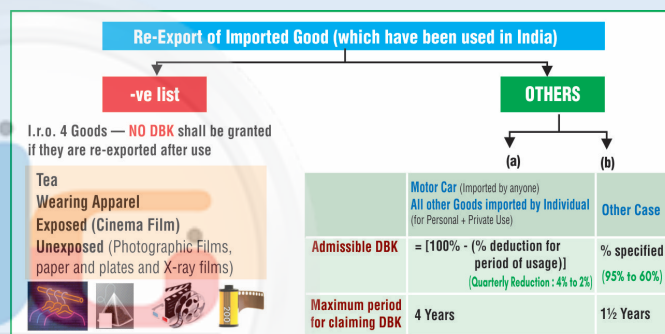 Re-Export of Imported Good (which have been used in India)
-ve list
OTHERS
I.r.o. 4 Goods — NO DBK shall be granted
if they are re-exported after use
Tea
Wearing Apparel
Exposed (Cinema Film)
Unexposed (Photographic Films,
paper and plates and X-ray films)
200
(a)
(b)
Motor Car (Imported by anyone)
All other Goods imported by Individual
(for Personal + Private Use)
Other Case
Admissible DBK
= [100% - (% deduction for
period of usage)]
(Quarterly Reduction : 4% to 2%)
% specified
(95% to 60%)
Maximum period
for claiming DBK
4 Years
1½ Years